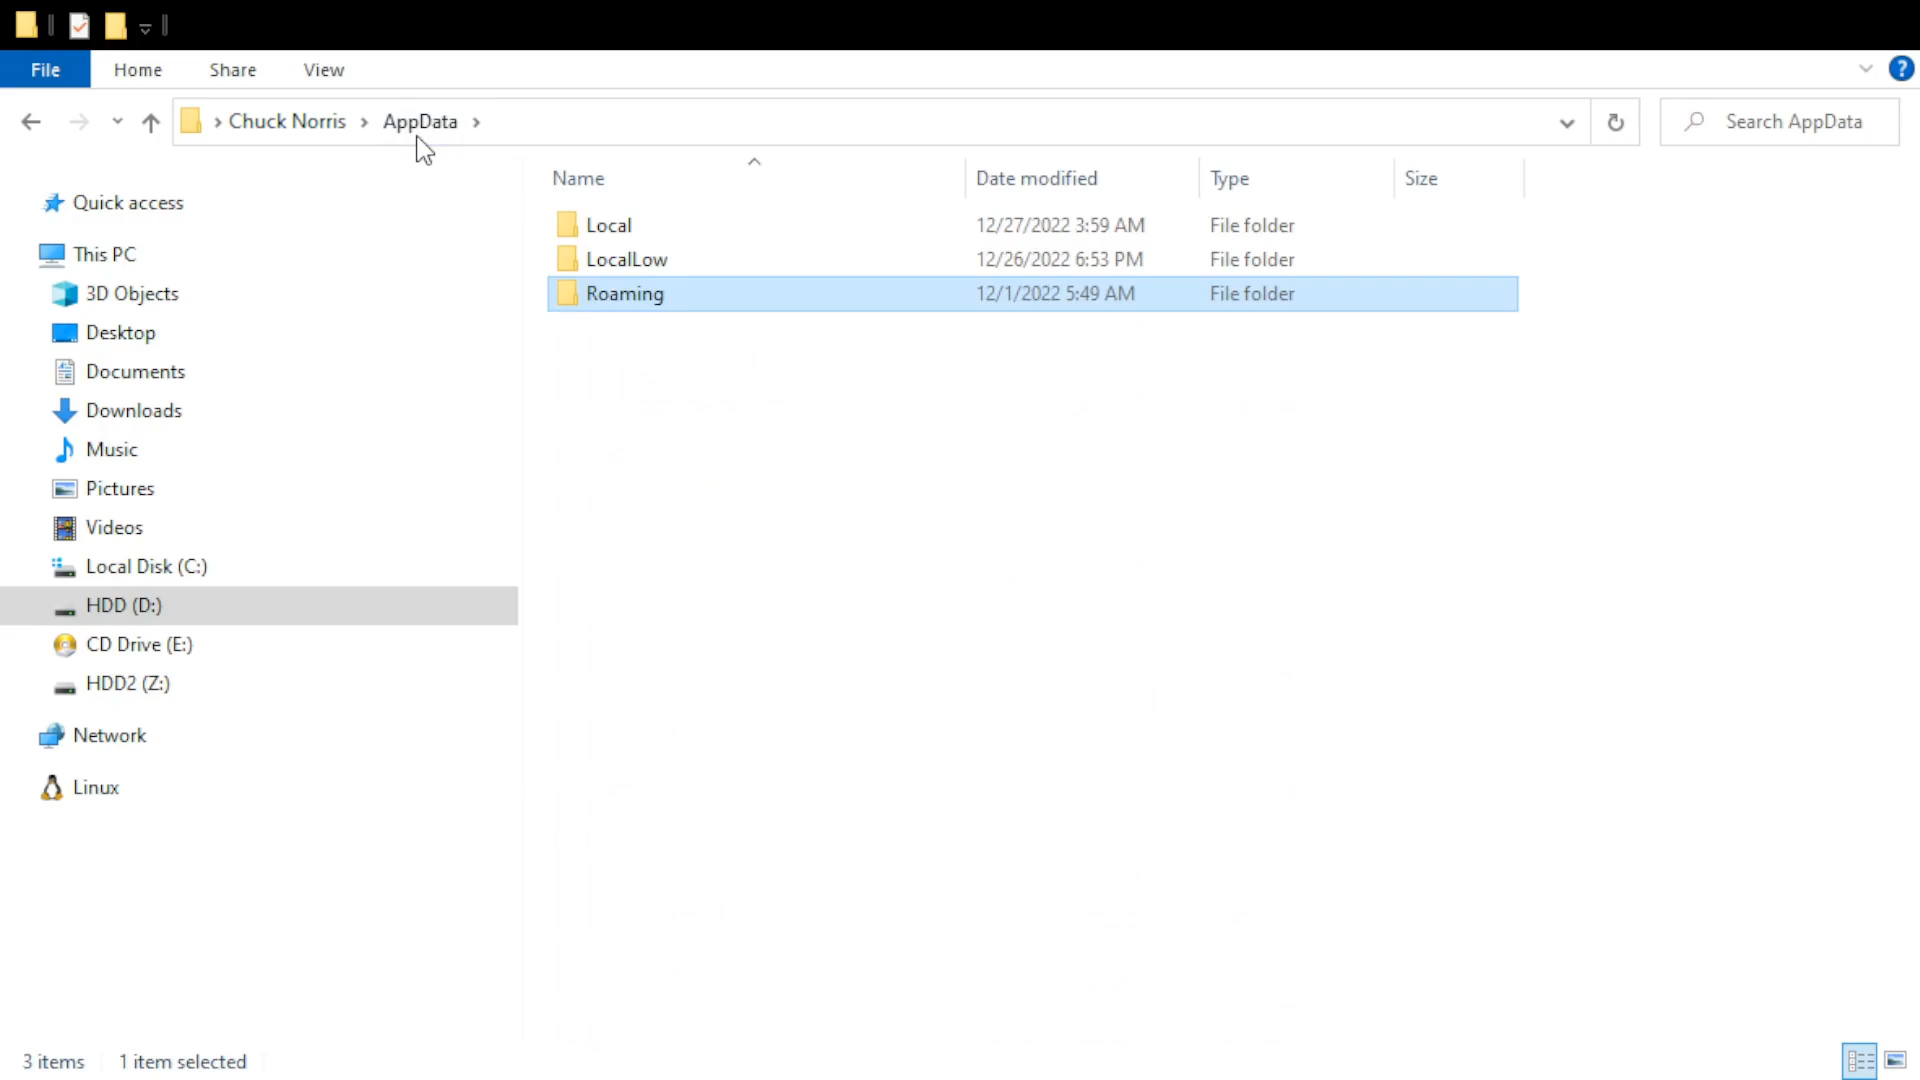 File Home Share View ?
Chuck Norris AppData Search AppData
Name Date modified Type Size
Quick access
This PC
3D Objects
Desktop
Documents
Downloads
Music
Pictures
Videos
Local Disk (C:)
HDD (D:)
CD Drive (E:)
HDD2 (Z:)
Network
Linux
Local 12/27/2022 3:59 AM File folder
LocalLow 12/26/2022 6:53 PM File folder
Roaming 12/1/2022 5:49 AM File folder
3 items 1 item selected